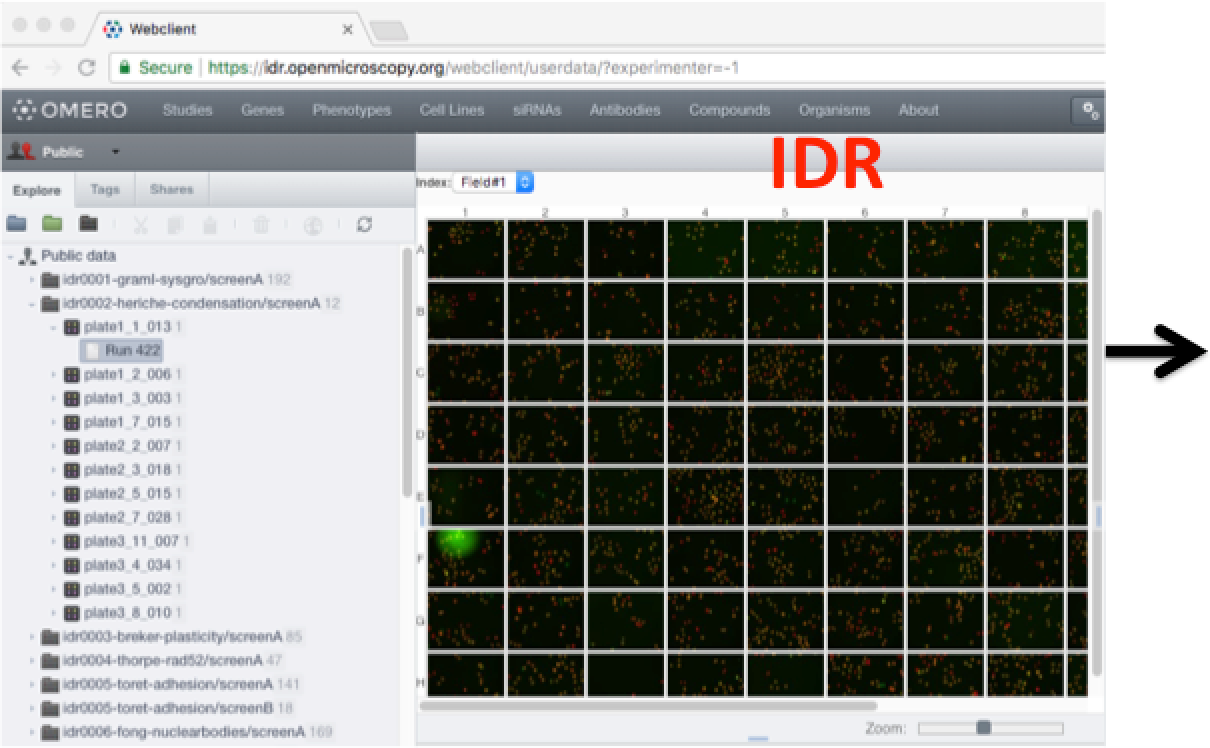 Webclient
Secure https://idr.openmicroscopy.org/webclient/userdata/?experimenter=-1
OMERO Studies Genes Phenotypes Cell Lines siRNAs Antibodies Compounds Organisms About
Public
IDR
Explore Tags Shares
Index: Field#1
1 2 3 4 5 6 7 8
A
B
C
D
E
F
G
H
Public data
idr0001-graml-sysgro/screenA 192
idr0002-heriche-condensation/screenA 12
plate1_1_013 1
Run 422
plate1_2_006 1
plate1_3_003 1
plate1_7_015 1
plate2_2_007 1
plate2_3_018 1
plate2_5_015 1
plate2_7_028 1
plate3_11_007 1
plate3_4_034 1
plate3_5_002 1
plate3_8_010 1
idr0003-breker-plasticity/screenA 85
idr0004-thorpe-rad52/screenA 47
idr0005-toret-adhesion/screenA 141
idr0005-toret-adhesion/screenB 18
idr0006-fong-nuclearbodies/screenA 169
Zoom: